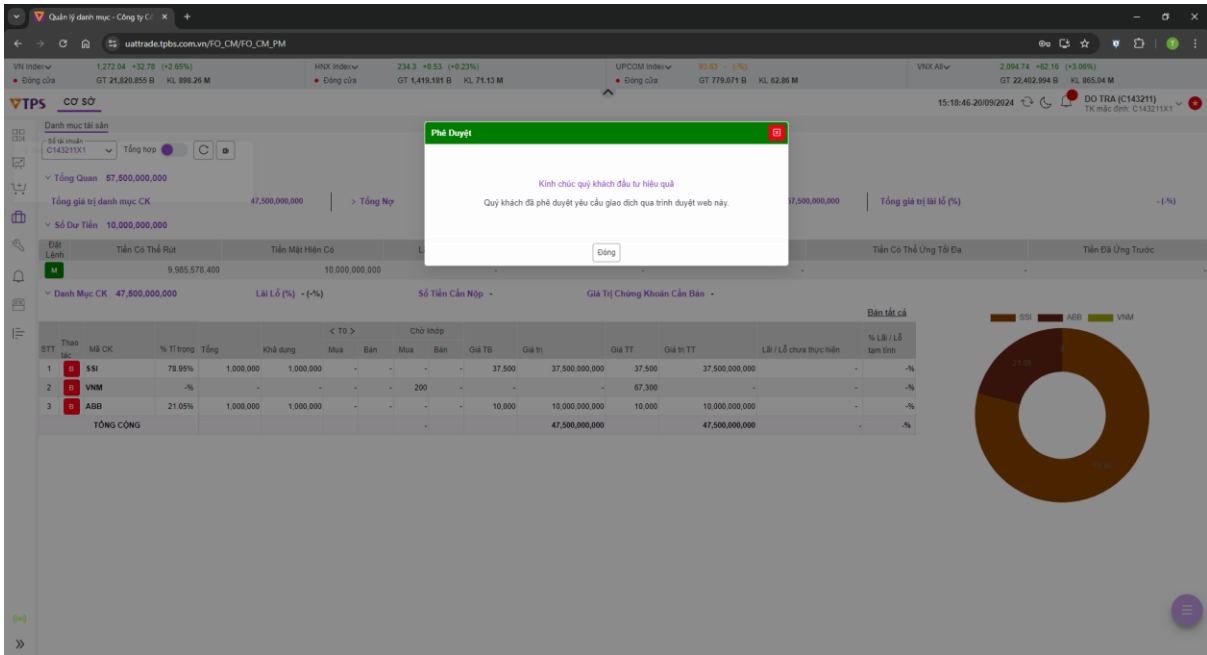 Quản lý danh mục - Công ty Cổ
uattrade.tpbs.com.vn/FO_CM/FO_CM_PM
VN Index 1,272.04 +32.78 (+2.65%) HNX Index 234.3 +0.53 (+0.23%) UPCOM Index 93.63 - (-%) VNX All 2,094.74 +62.16 (+3.06%)
Đóng cửa GT 21,820.855 B KL 898.26 M Đóng cửa GT 1,419.181 B KL 71.13 M Đóng cửa GT 779.071 B KL 62.86 M GT 22,402.994 B KL 865.04 M
TPS CƠ SỞ 15:18:46-20/09/2024 DO TRA (C143211)
TK mặc định: C143211X1
Danh mục tài sản
Số tài khoản
C143211X1 Tổng hợp
Phê Duyệt
Kính chúc quý khách đầu tư hiệu quả
Quý khách đã phê duyệt yêu cầu giao dịch qua trình duyệt web này.
Đóng
Tổng Quan 57,500,000,000
Tổng giá trị danh mục CK 47,500,000,000 > Tổng Nợ 57,500,000,000 Tổng giá trị lãi lỗ (%) - (-%)
Số Dư Tiền 10,000,000,000
Đặt Lệnh Tiền Có Thể Rút Tiền Mặt Hiện Có Tiền Có Thể Ứng Tối Đa Tiền Đã Ứng Trước
M 9,985,578,400 10,000,000,000 - - - - -
Danh Mục CK 47,500,000,000 Lãi Lỗ (%) - (-%) Số Tiền Cần Nộp - Giá Trị Chứng Khoán Cần Bán -
Bán tất cả
< T0 > Chờ khớp
STT Thao tác Mã CK % Tỉ trọng Tổng Khả dụng Mua Bán Mua Bán Giá TB Giá trị Giá TT Giá trị TT Lãi / Lỗ chưa thực hiện % Lãi / Lỗ tạm tính
1 B SSI 78.95% 1,000,000 1,000,000 - - - - 37,500 37,500,000,000 37,500 37,500,000,000 - -%
2 B VNM -% - - - - 200 - - - 67,300 - - -%
3 B ABB 21.05% 1,000,000 1,000,000 - - - - 10,000 10,000,000,000 10,000 10,000,000,000 - -%
TỔNG CỘNG - 47,500,000,000 47,500,000,000 - -%
SSI ABB VNM